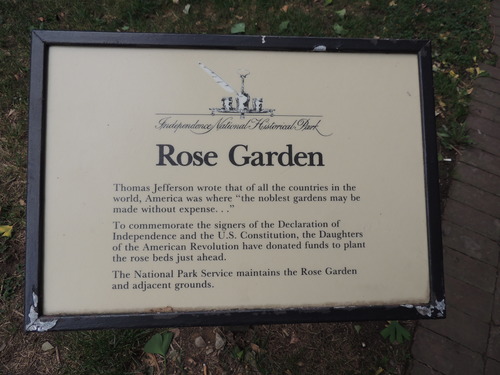 Independence National Historical Park
Rose Garden
Thomas Jefferson wrote that of all the countries in the
world, America was where "the noblest gardens may be
made without expense. . ."
To commemorate the signers of the Declaration of
Independence and the U.S. Constitution, the Daughters
of the American Revolution have donated funds to plant
the rose beds just ahead.
The National Park Service maintains the Rose Garden
and adjacent grounds.